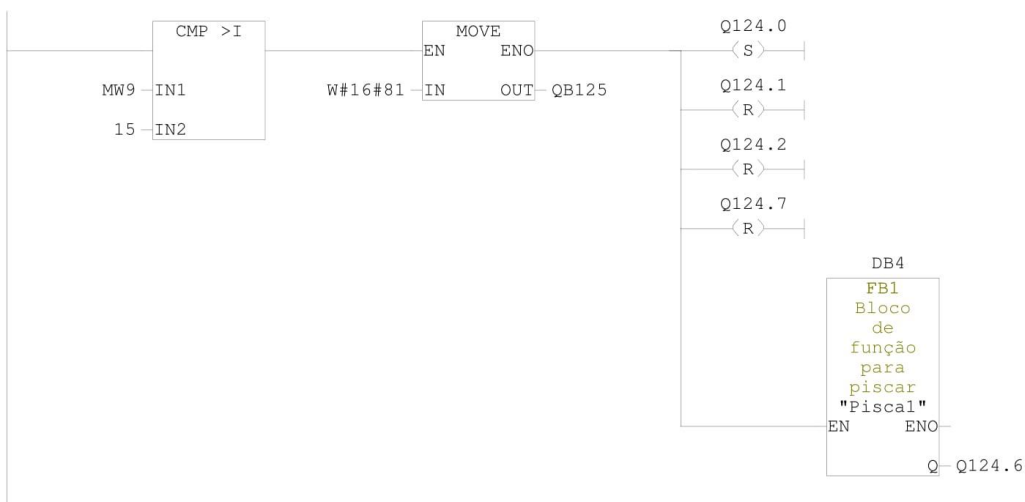 CMP >I
MW9 IN1
15 IN2
MOVE
EN ENO
W#16#81 IN OUT QB125
Q124.0
S
Q124.1
R
Q124.2
R
Q124.7
R
DB4
FB1
Bloco
de
função
para
piscar
"Pisca1"
EN ENO
Q Q124.6